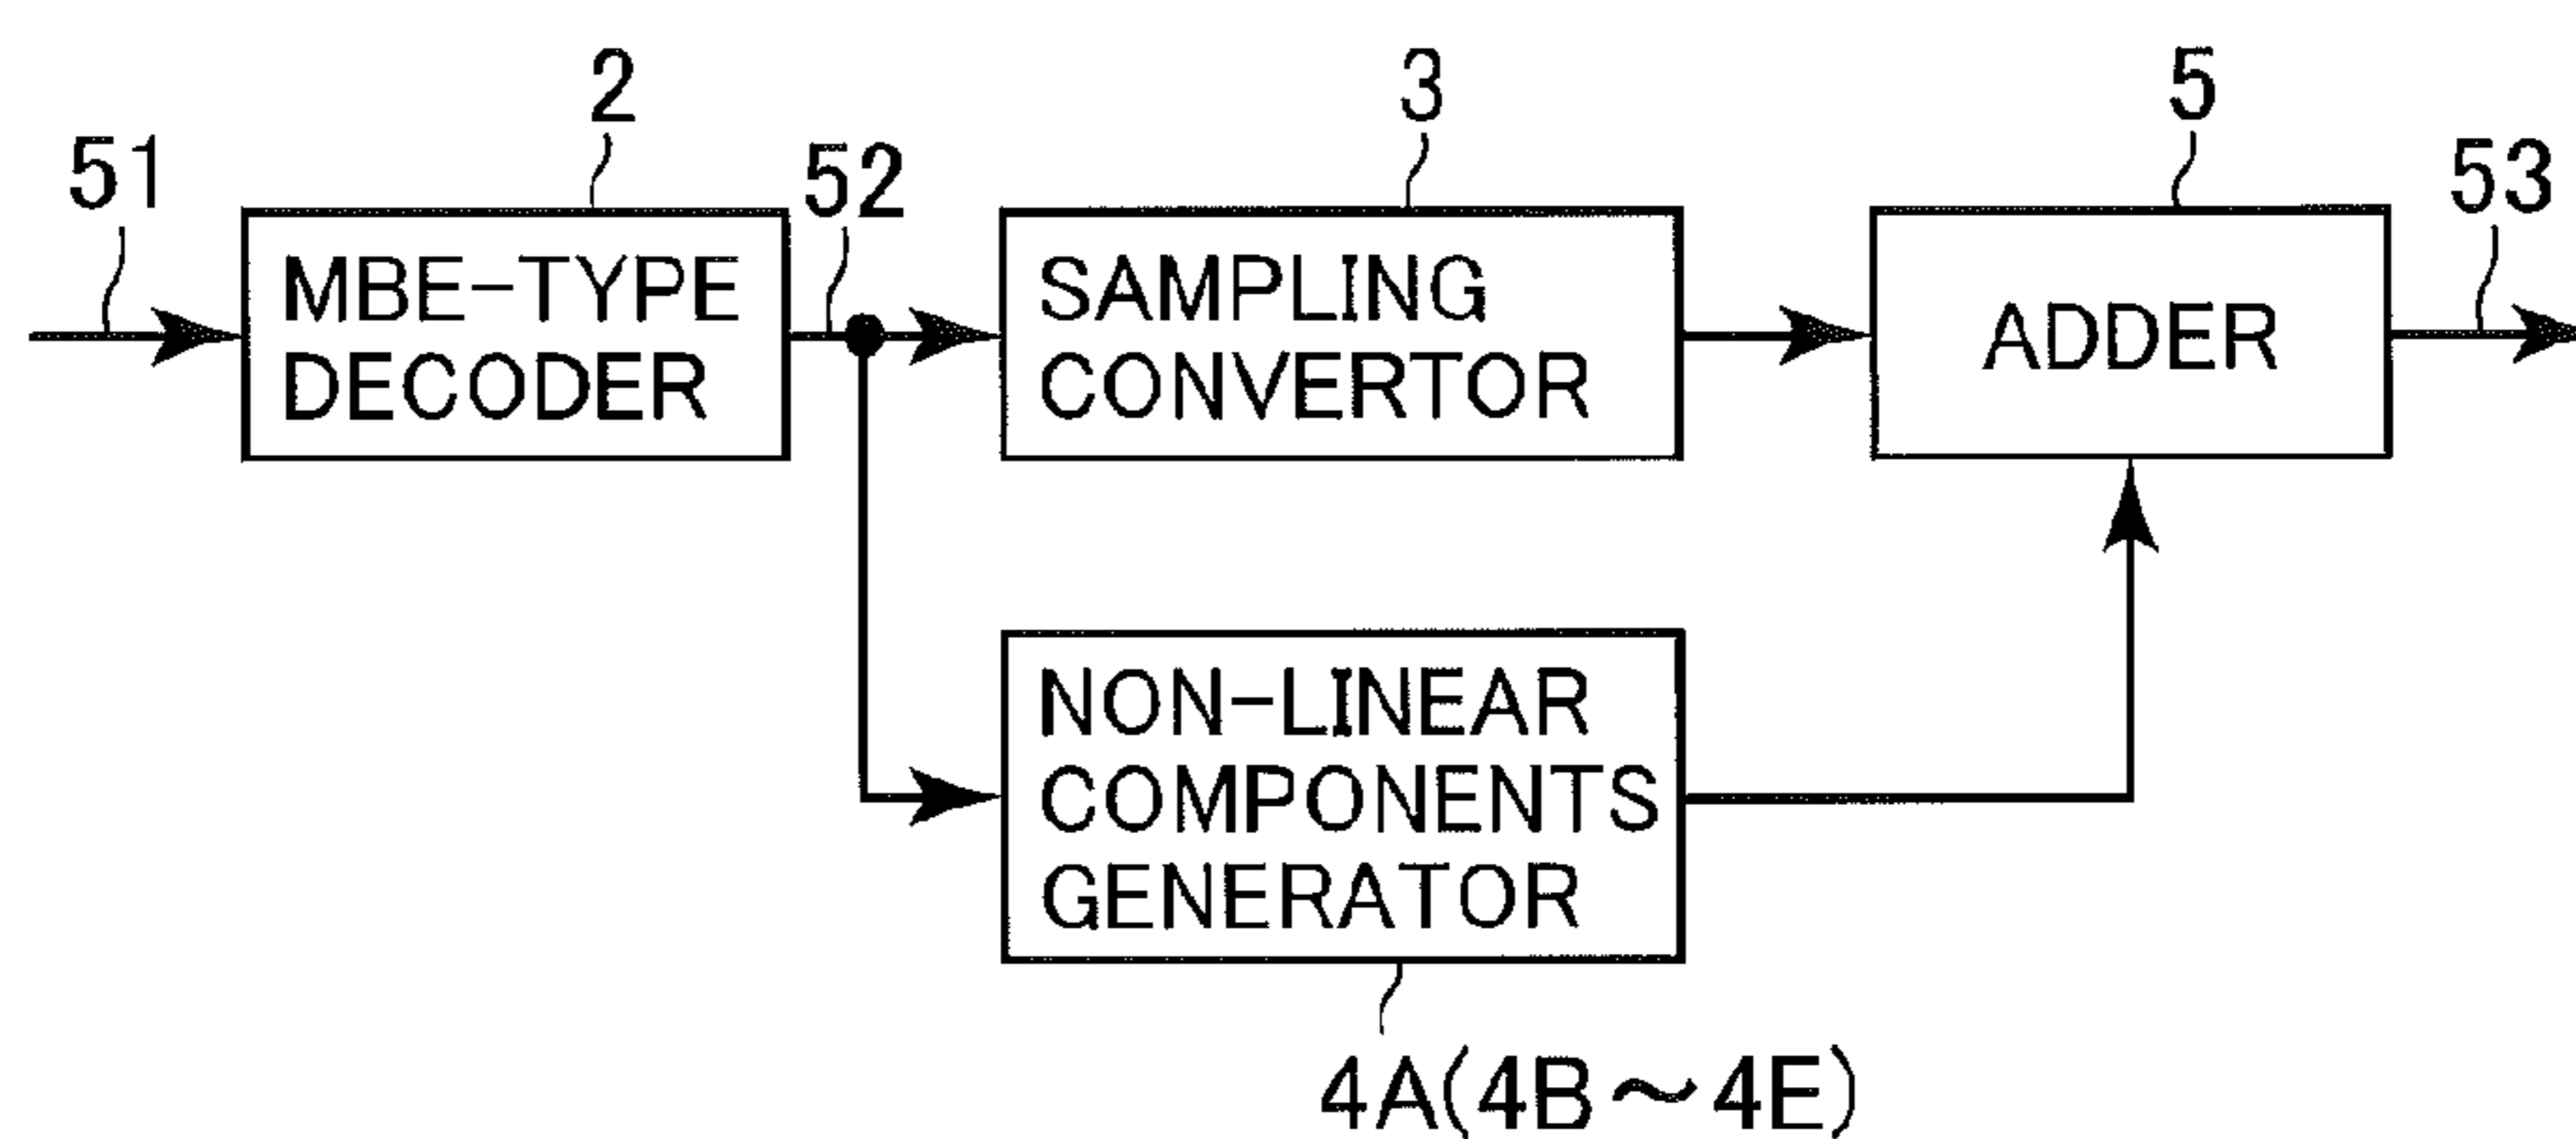 2
3
5
51
52
53
MBE-TYPE
DECODER
SAMPLING
CONVERTOR
ADDER
NON-LINEAR
COMPONENTS
GENERATOR
4A(4B～4E)